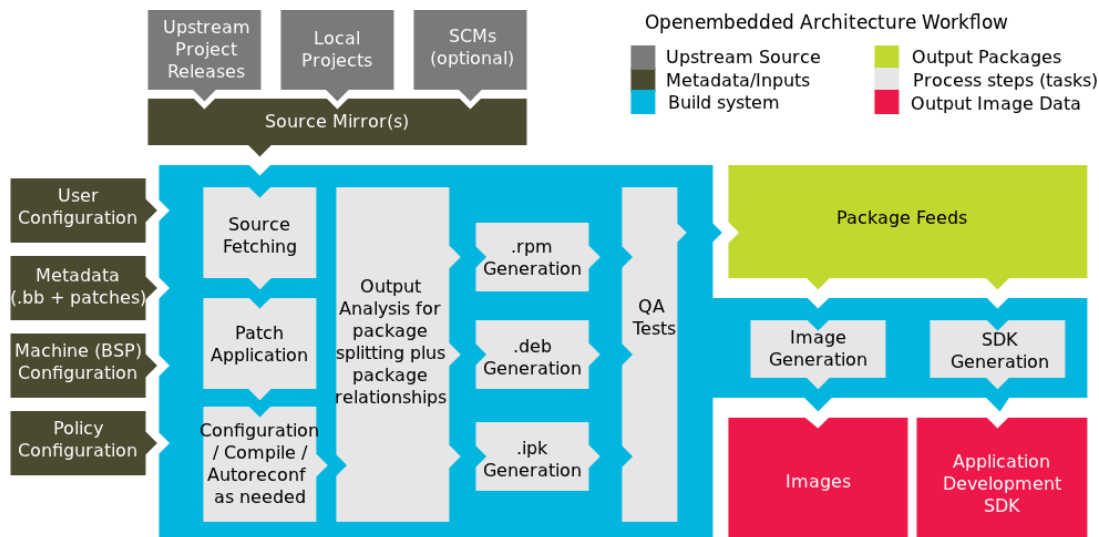 Openembedded Architecture Workflow
Upstream Source
Metadata/Inputs
Build system
Output Packages
Process steps (tasks)
Output Image Data
Upstream
Project
Releases
Local
Projects
SCMs
(optional)
Source Mirror(s)
User
Configuration
Metadata
(.bb + patches)
Machine (BSP)
Configuration
Policy
Configuration
Source
Fetching
Patch
Application
Configuration
/ Compile /
Autoreconf
as needed
Output
Analysis for
package
splitting plus
package
relationships
.rpm
Generation
.deb
Generation
.ipk
Generation
QA
Tests
Package Feeds
Image
Generation
SDK
Generation
Images
Application
Development
SDK